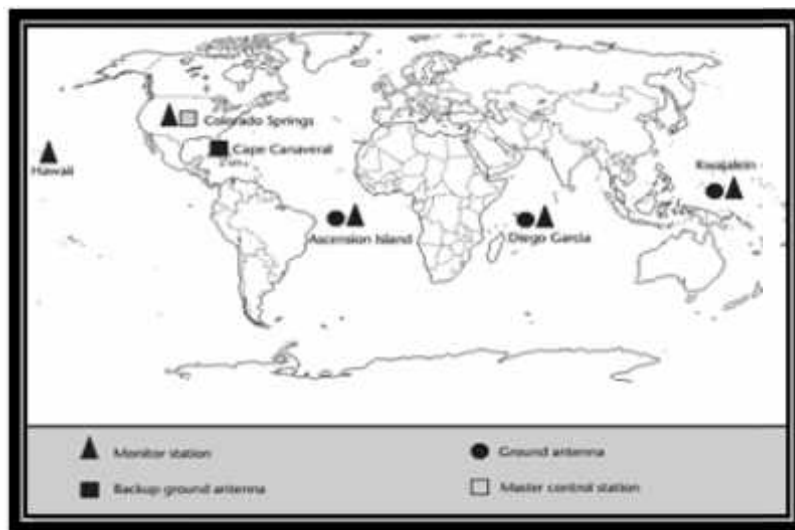 Colorado Springs
Cape Canaveral
Hawaii
Kwajalein
Ascension Island
Diego Garcia
Monitor station
Ground antenna
Backup ground antenna
Master control station